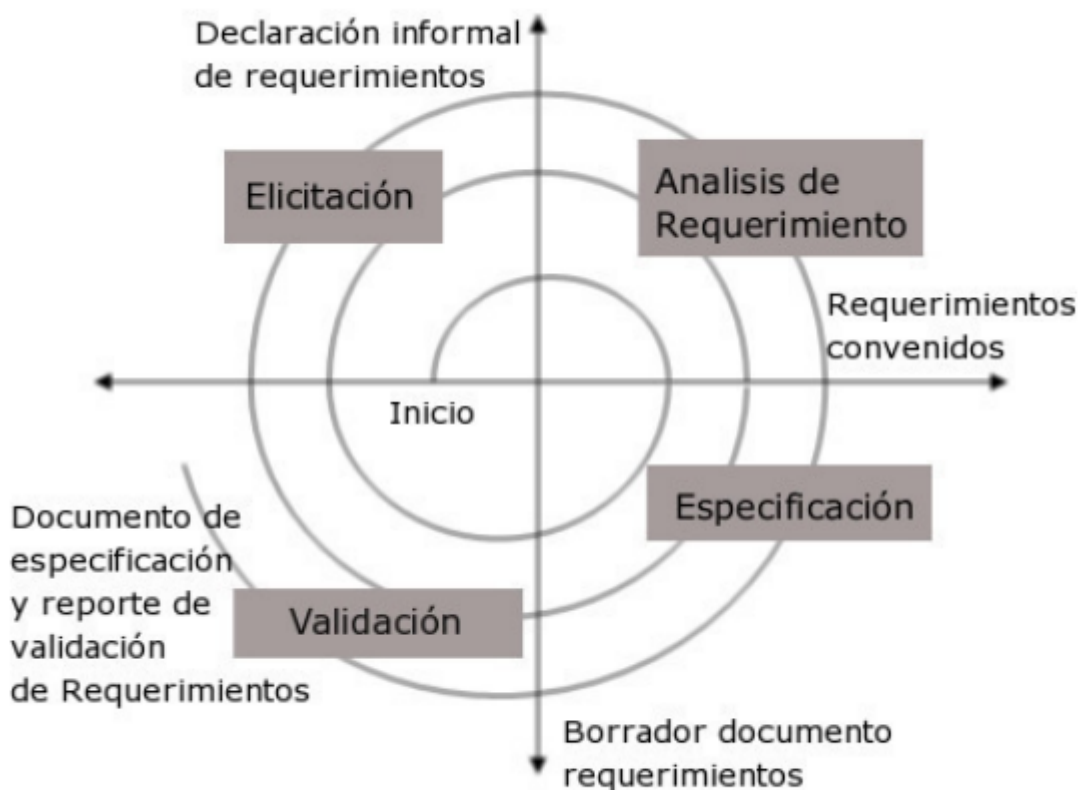 Declaración informal
de requerimientos
Elicitación
Analisis de
Requerimiento
Requerimientos
convenidos
Inicio
Especificación
Documento de
especificación
y reporte de
validación
de Requerimientos
Validación
Borrador documento
requerimientos